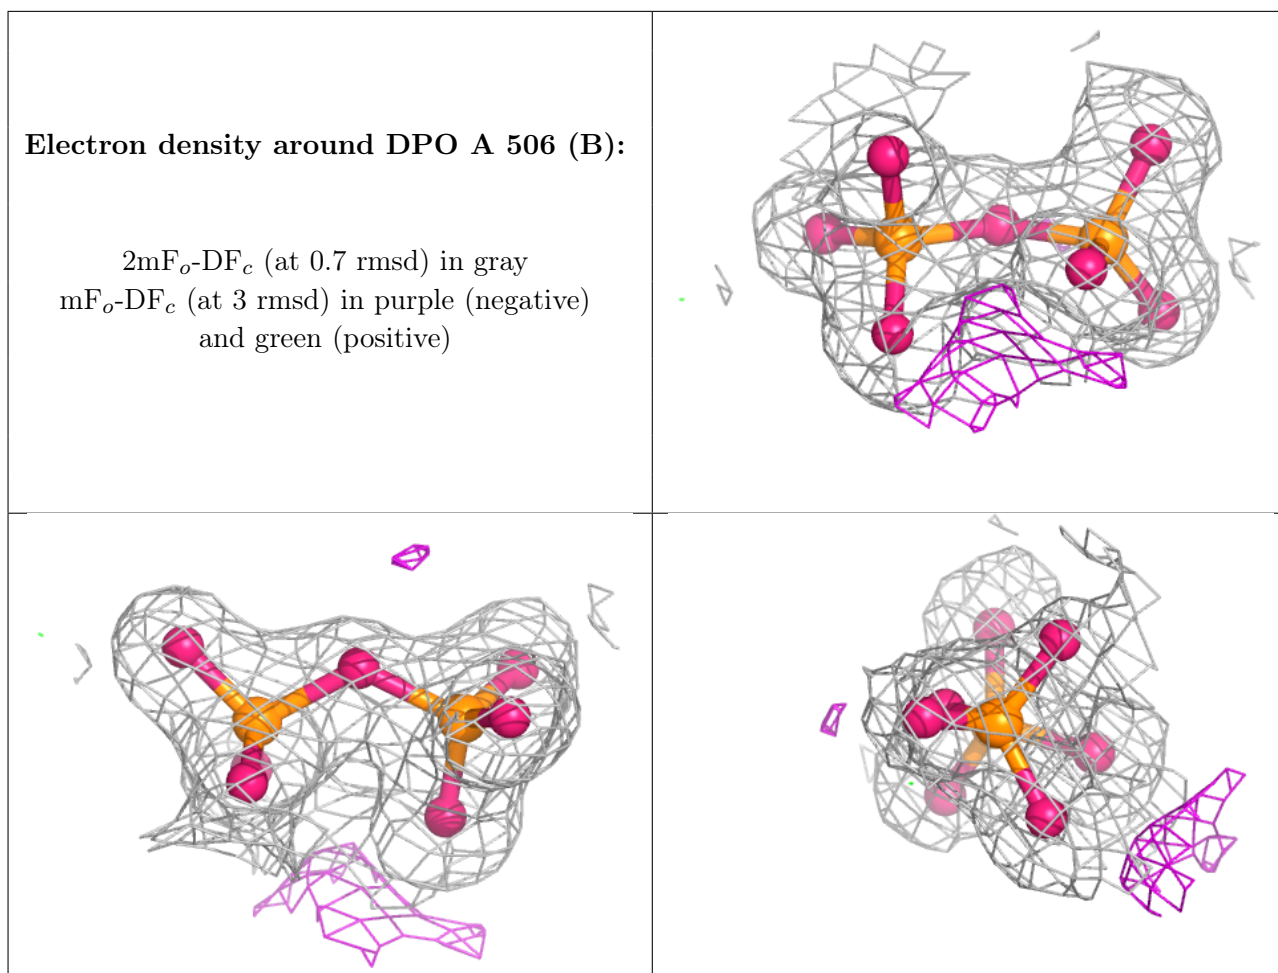 Electron density around DPO A 506 (B):
2mFo-DFc (at 0.7 rmsd) in gray
mFo-DFc (at 3 rmsd) in purple (negative)
and green (positive)